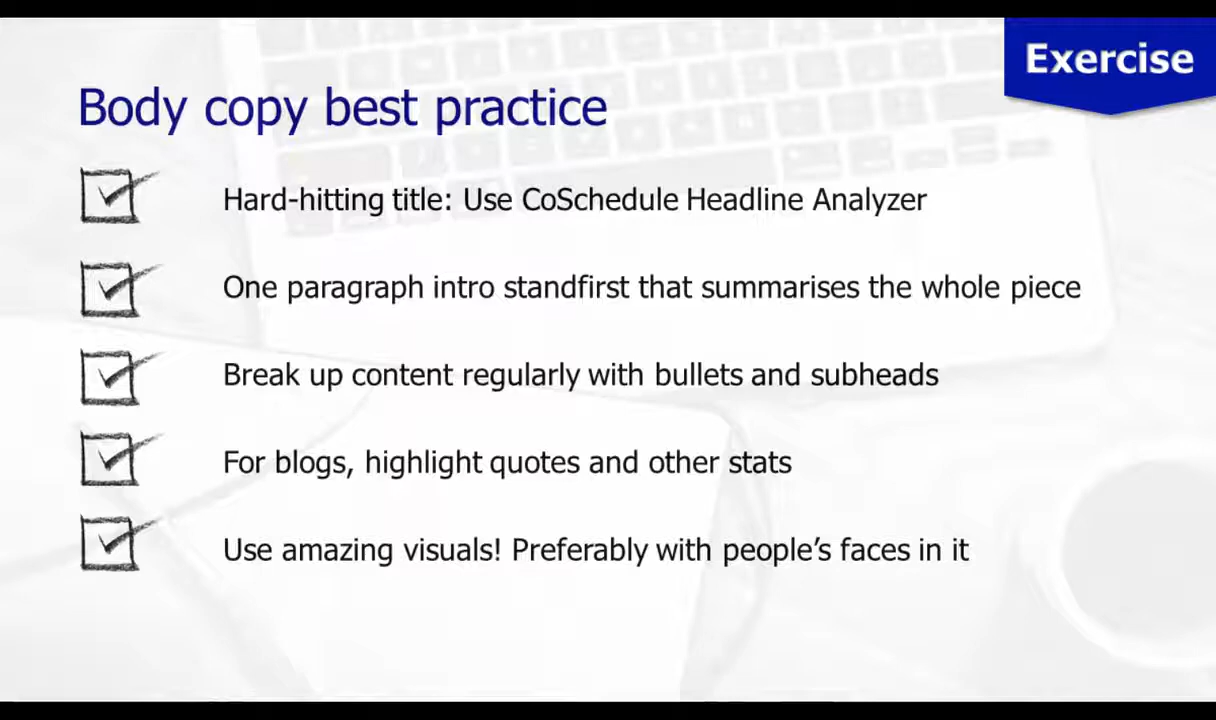 Exercise
Body copy best practice
Hard-hitting title: Use CoSchedule Headline Analyzer
One paragraph intro standfirst that summarises the whole piece
Break up content regularly with bullets and subheads
For blogs, highlight quotes and other stats
Use amazing visuals! Preferably with people’s faces in it